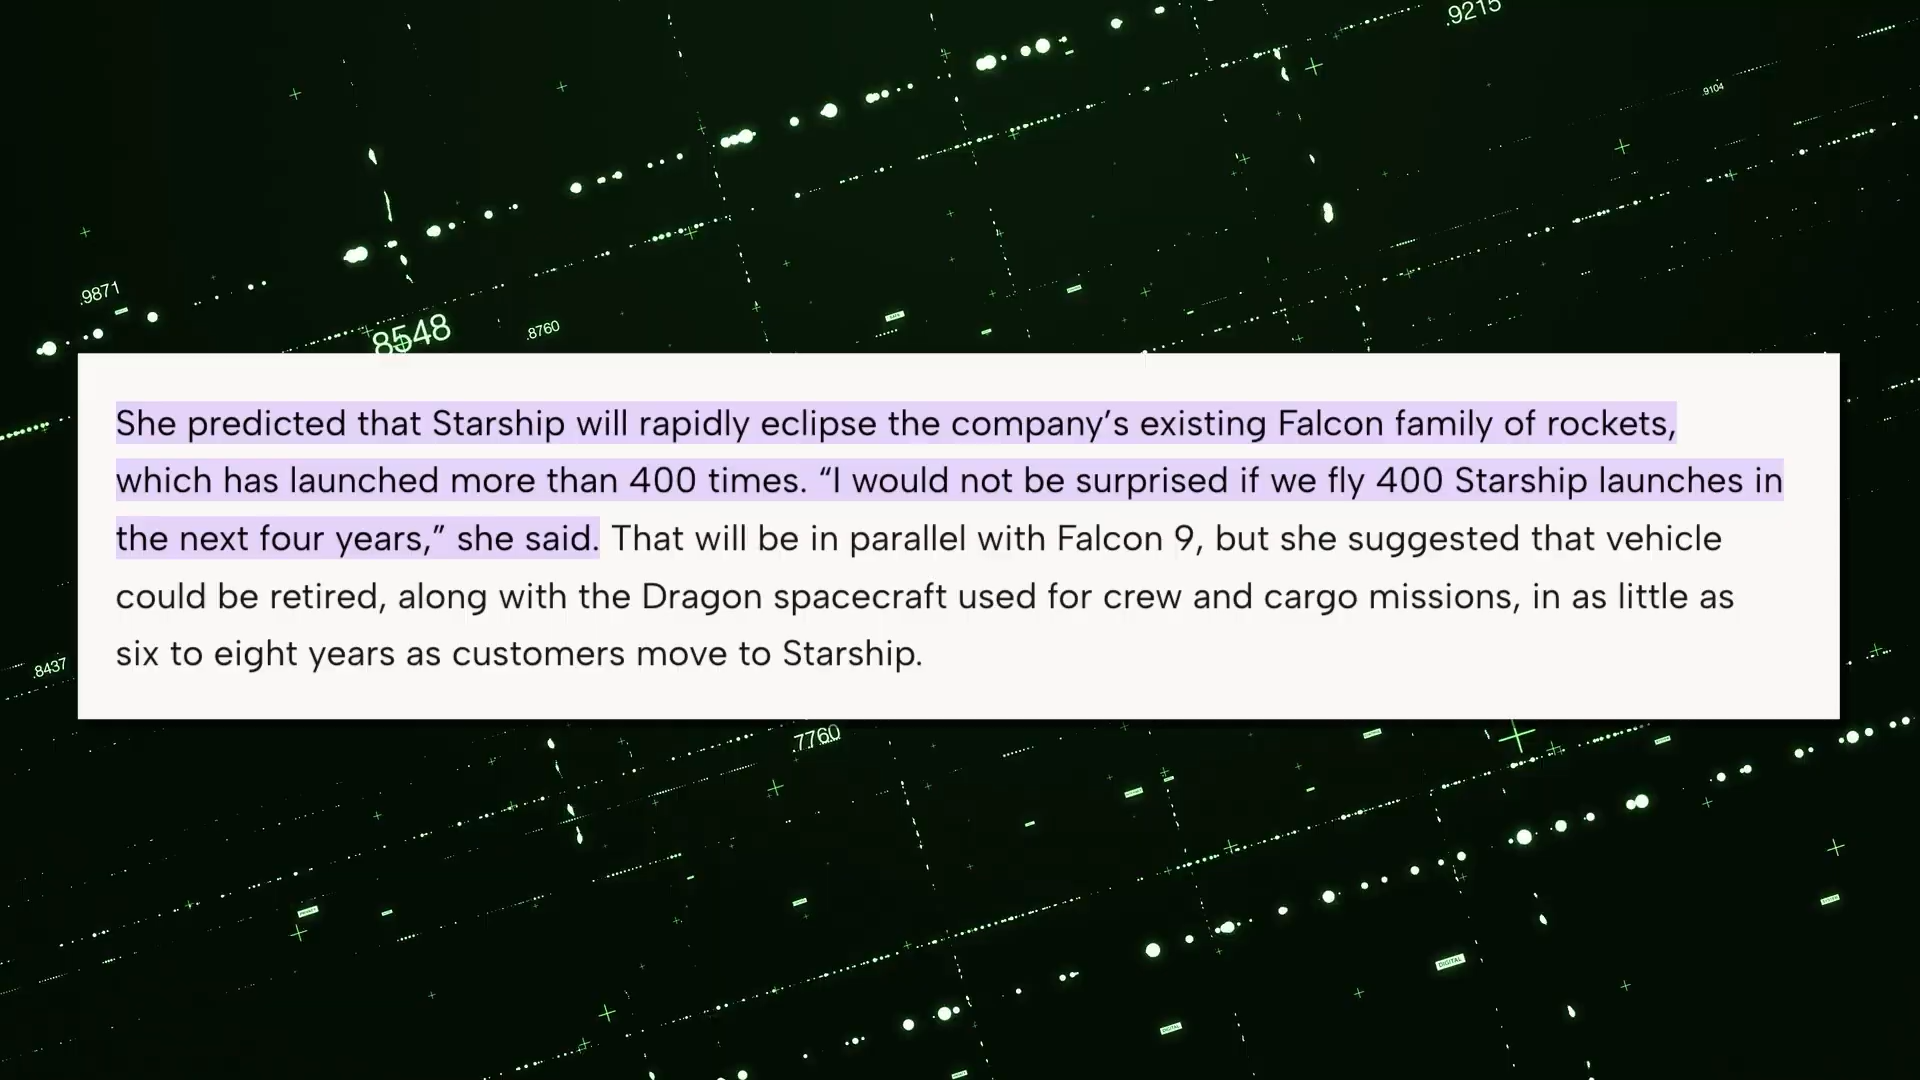 .9215
.9104
.9871
8548
.8760
She predicted that Starship will rapidly eclipse the company’s existing Falcon family of rockets,
which has launched more than 400 times. “I would not be surprised if we fly 400 Starship launches in
the next four years,” she said. That will be in parallel with Falcon 9, but she suggested that vehicle
could be retired, along with the Dragon spacecraft used for crew and cargo missions, in as little as
six to eight years as customers move to Starship.
.8437
.7760
DIGITAL
DIGITAL